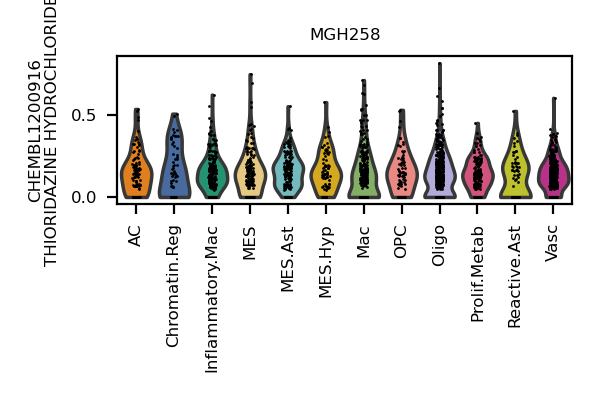 MGH258
CHEMBL1200916
THIORIDAZINE HYDROCHLORIDE
0.5
0.0
AC
Chromatin.Reg
Inflammatory.Mac
MES
MES.Ast
MES.Hyp
Mac
OPC
Oligo
Prolif.Metab
Reactive.Ast
Vasc